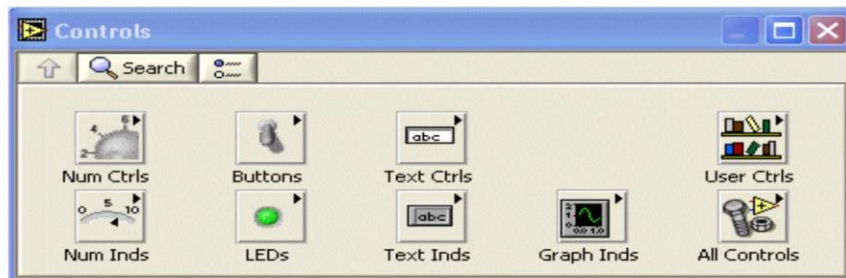 Controls
Search
Num Ctrls Buttons Text Ctrls User Ctrls
Num Inds LEDs Text Inds Graph Inds All Controls